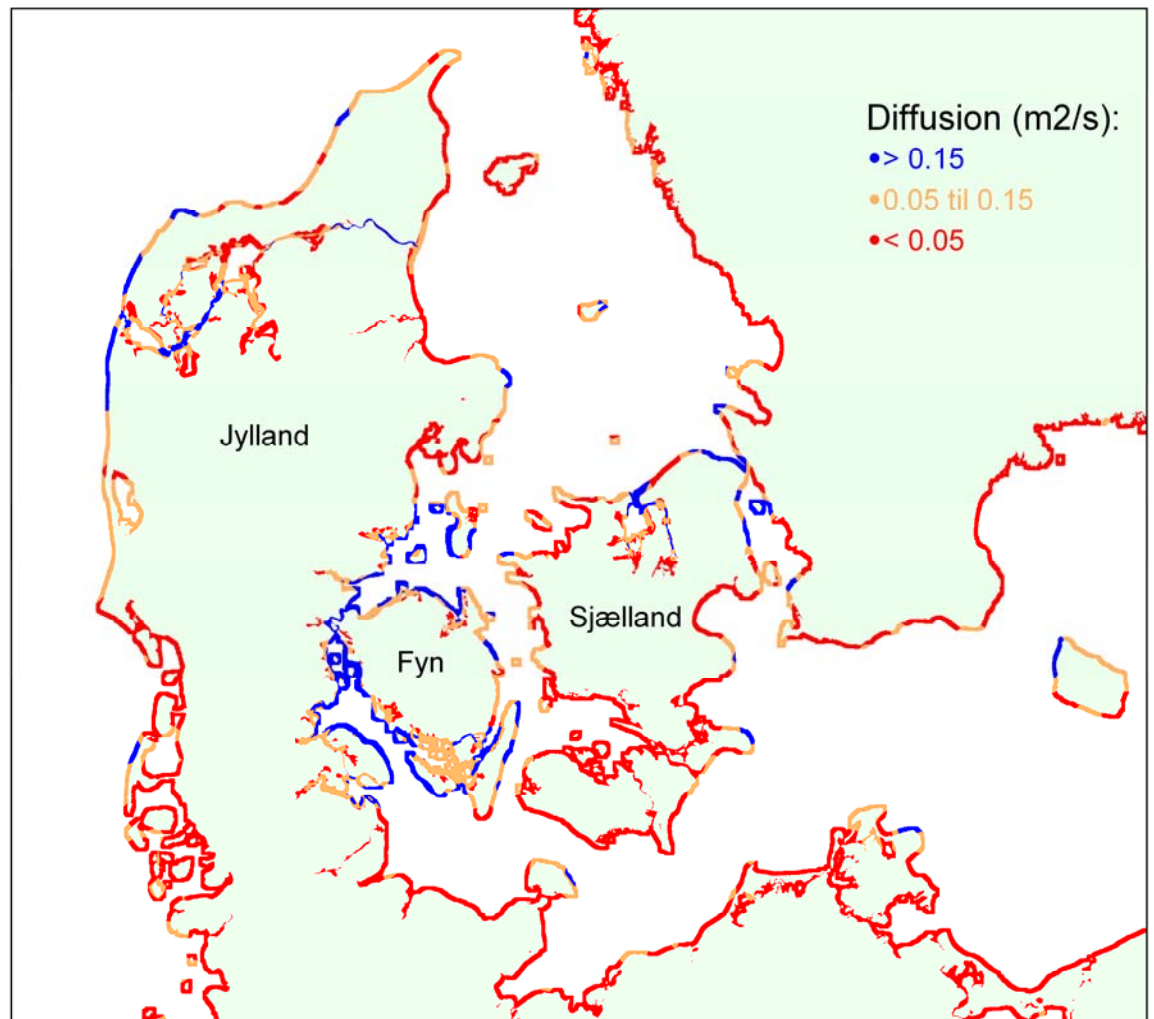 Diffusion (m2/s):
•> 0.15
•0.05 til 0.15
•< 0.05
Jylland
Sjælland
Fyn